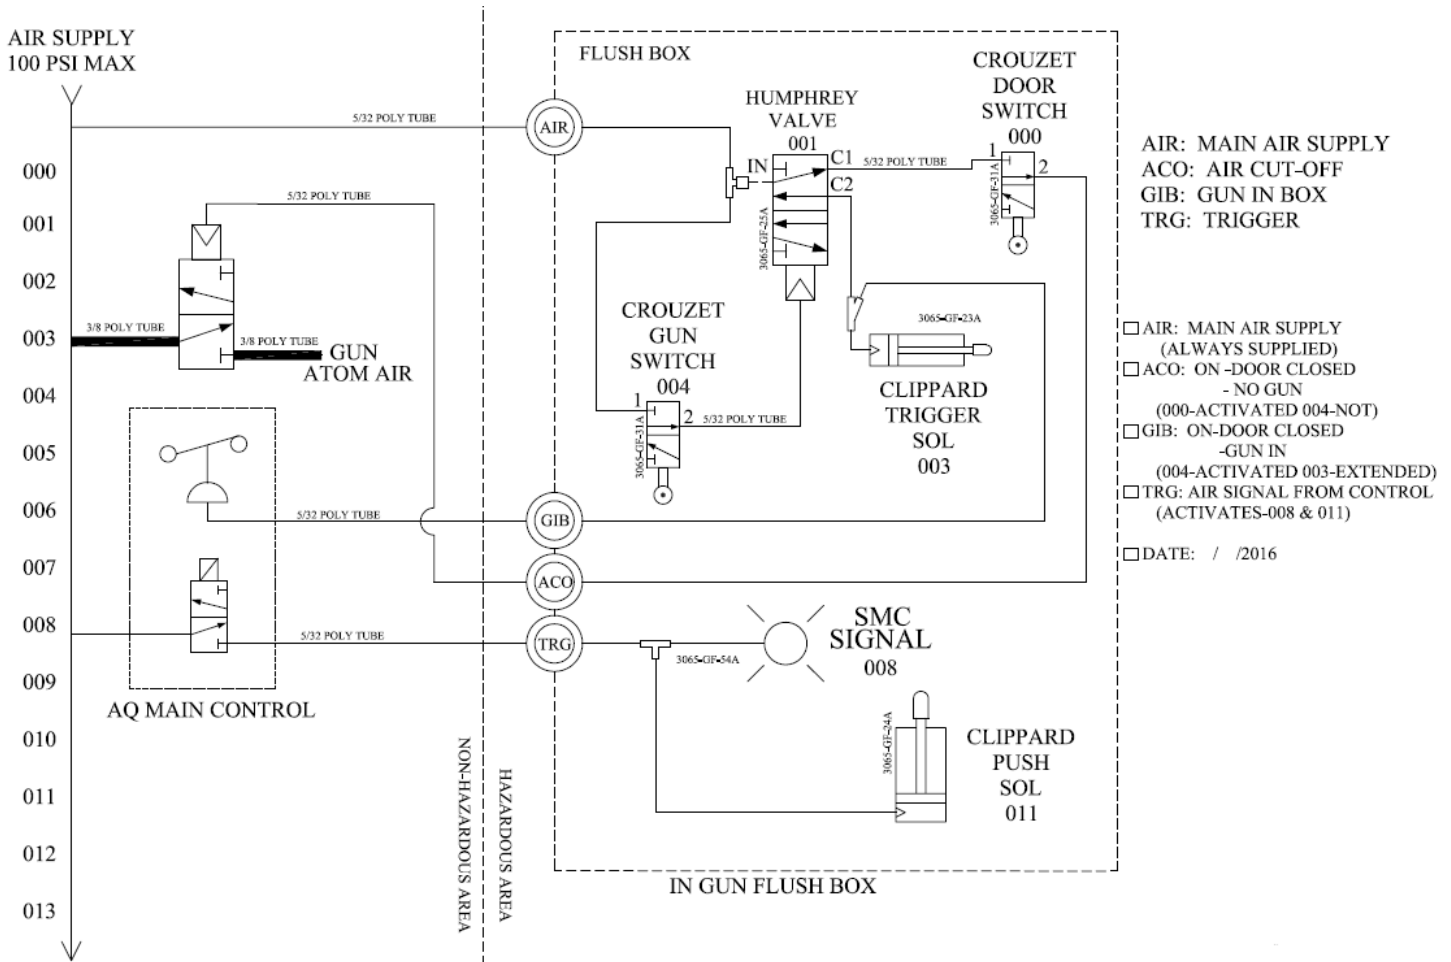 AIR SUPPLY
100 PSI MAX
000
001
002
003
004
005
006
007
008
009
010
011
012
013
5/32 POLY TUBE
5/32 POLY TUBE
3/8 POLY TUBE
3/8 POLY TUBE
GUN
ATOM AIR
5/32 POLY TUBE
5/32 POLY TUBE
AQ MAIN CONTROL
NON-HAZARDOUS AREA
HAZARDOUS AREA
FLUSH BOX
AIR
GIB
ACO
TRG
HUMPHREY
VALVE
001
IN
C1
C2
3065-GF-25A
5/32 POLY TUBE
CROUZET
DOOR
SWITCH
000
1
2
3065-GF-31A
CROUZET
GUN
SWITCH
004
1
2
3065-GF-31A
5/32 POLY TUBE
3065-GF-23A
CLIPPARD
TRIGGER
SOL
003
3065-GF-54A
SMC
SIGNAL
008
3065-GF-24A
CLIPPARD
PUSH
SOL
011
IN GUN FLUSH BOX
AIR: MAIN AIR SUPPLY
ACO: AIR CUT-OFF
GIB: GUN IN BOX
TRG: TRIGGER
AIR: MAIN AIR SUPPLY
(ALWAYS SUPPLIED)
ACO: ON -DOOR CLOSED
- NO GUN
(000-ACTIVATED 004-NOT)
GIB: ON-DOOR CLOSED
-GUN IN
(004-ACTIVATED 003-EXTENDED)
TRG: AIR SIGNAL FROM CONTROL
(ACTIVATES-008 & 011)
DATE: / /2016